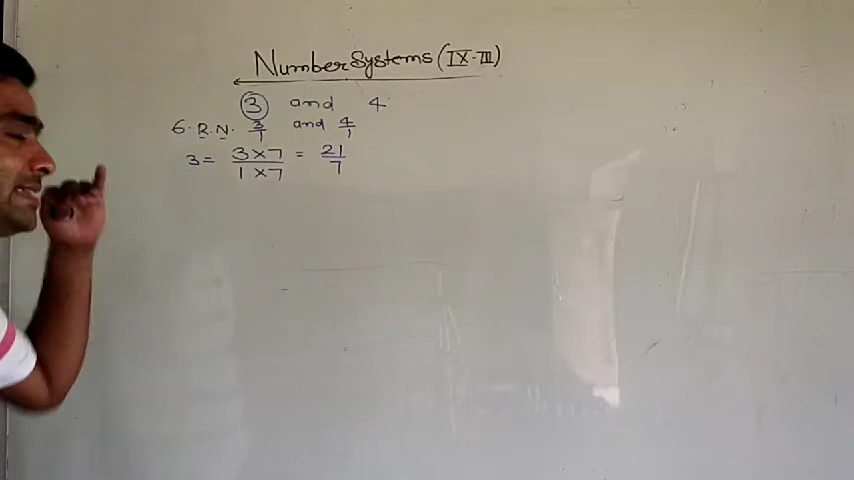 Number Systems (IX-III)
3 and 4
6. R.N. 3/1 and 4/1
3 = 3×7/1×7 = 21/7